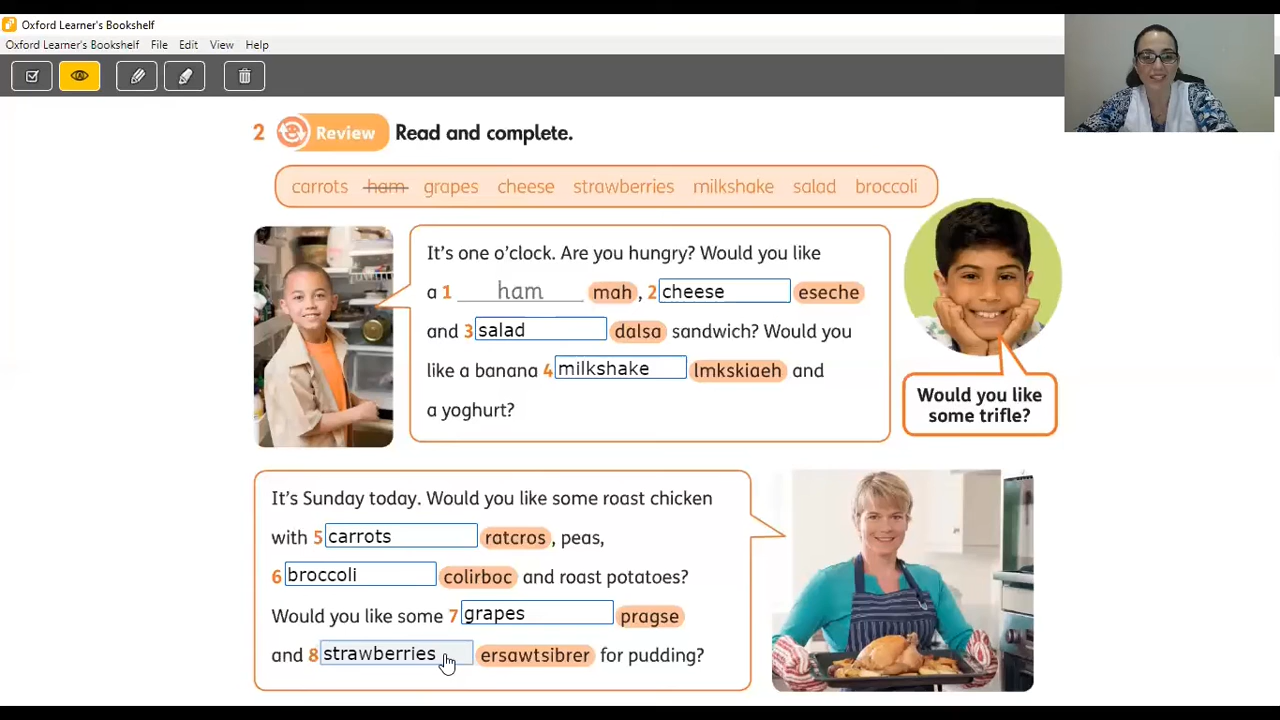 Oxford Learner's Bookshelf
Oxford Learner's Bookshelf File Edit View Help
2 Review Read and complete.
carrots ham grapes cheese strawberries milkshake salad broccoli
It's one o'clock. Are you hungry? Would you like
a 1 ham mah, 2 cheese eseche
and 3 salad dalsa sandwich? Would you
like a banana 4 milkshake lmkskiaeh and
a yoghurt?
Would you like
some trifle?
It's Sunday today. Would you like some roast chicken
with 5 carrots ratcros, peas,
6 broccoli colirboc and roast potatoes?
Would you like some 7 grapes pragse
and 8 strawberries ersawtsibrer for pudding?